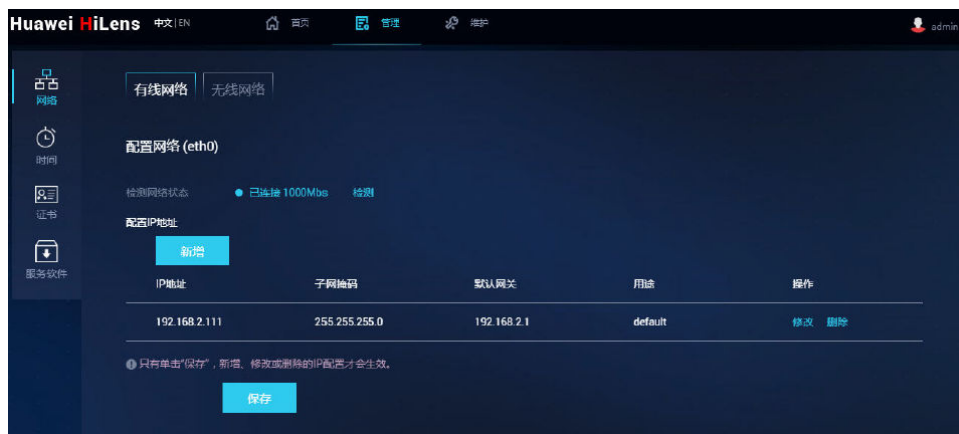 Huawei HiLens 中文|EN 首页 管理 维护 admin
网络
时间
证书
服务软件
有线网络 无线网络
配置网络 (eth0)
检测网络状态 已连接 1000Mbs 检测
配置IP地址
新增
IP地址 子网掩码 默认网关 用途 操作
192.168.2.111 255.255.255.0 192.168.2.1 default 修改 删除
只有单击“保存”，新增、修改或删除的IP配置才会生效。
保存